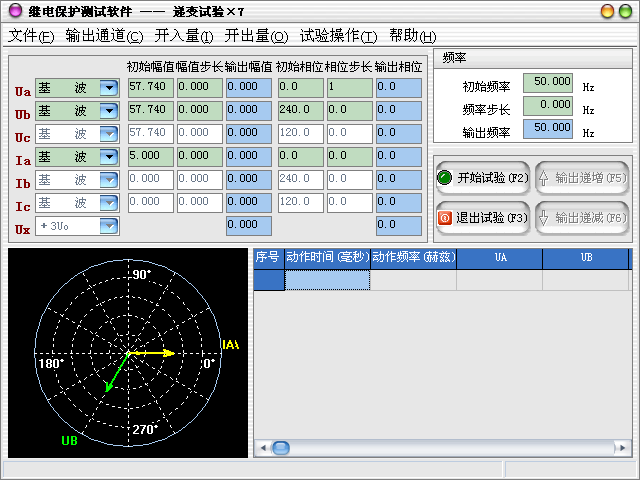 继电保护测试软件 —— 递变试验×7
文件(F) 输出通道(C) 开入量(I) 开出量(O) 试验操作(T) 帮助(H)
初始幅值 幅值步长 输出幅值 初始相位 相位步长 输出相位
Ua 基 波 57.740 0.000 0.000 0.0 1 0.0
Ub 基 波 57.740 0.000 0.000 240.0 0.0 0.0
Uc 基 波 57.740 0.000 0.000 120.0 0.0 0.0
Ia 基 波 5.000 0.000 0.000 0.0 0.0 0.0
Ib 基 波 0.000 0.000 0.000 240.0 0.0 0.0
Ic 基 波 0.000 0.000 0.000 120.0 0.0 0.0
Ux +3U₀ 0.000 0.0
频率
初始频率 50.000 Hz
频率步长 0.000 Hz
输出频率 50.000 Hz
开始试验(F2) 输出递增(F5)
退出试验(F3) 输出递减(F6)
90°
180° 0°
270°
UB
序号 动作时间(毫秒) 动作频率(赫兹) UA UB